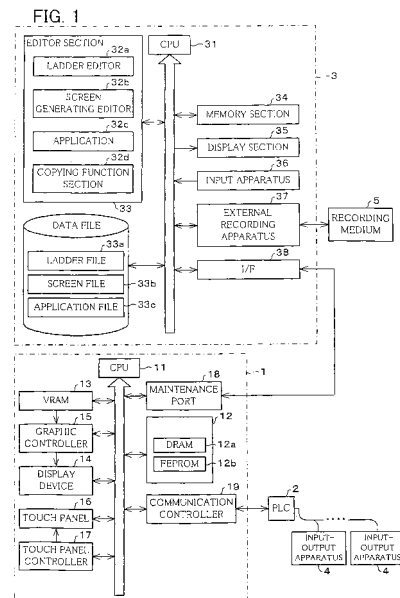 FIG. 1
EDITOR SECTION
32a
LADDER EDITOR
32b
SCREEN
GENERATING EDITOR
32c
APPLICATION
32d
COPYING FUNCTION
SECTION
33
DATA FILE
33a
LADDER FILE
SCREEN FILE
33b
APPLICATION FILE
33c
CPU
31
3
34
MEMORY SECTION
35
DISPLAY SECTION
36
INPUT APPARATUS
37
EXTERNAL
RECORDING
APPARATUS
38
I/F
5
RECORDING
MEDIUM
CPU
11
1
13
VRAM
15
GRAPHIC
CONTROLLER
14
DISPLAY
DEVICE
16
TOUCH PANEL
17
TOUCH PANEL
CONTROLLER
18
MAINTENANCE
PORT
12
DRAM
12a
FEEPROM
12b
19
COMMUNICATION
CONTROLLER
2
PLC
INPUT-OUTPUT
APPARATUS
4
INPUT-OUTPUT
APPARATUS
4